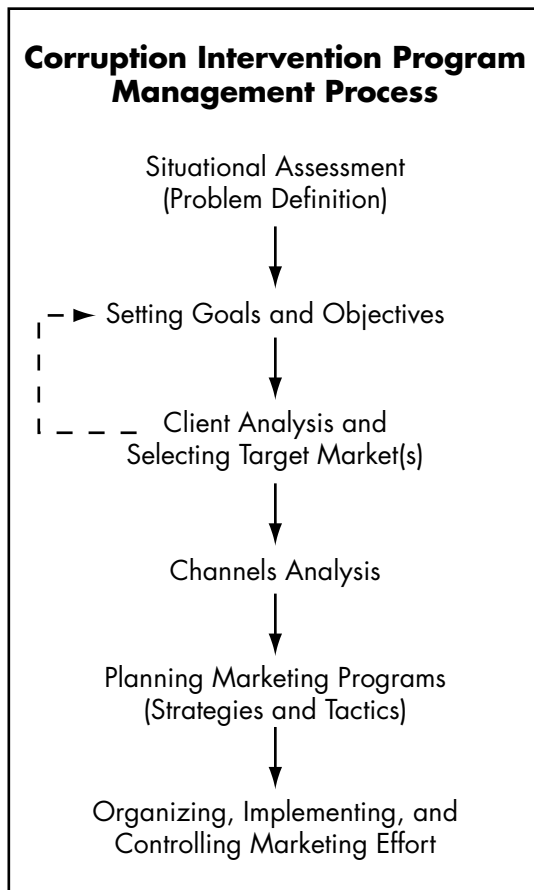 Corruption Intervention Program
Management Process
Situational Assessment
(Problem Definition)
Setting Goals and Objectives
Client Analysis and
Selecting Target Market(s)
Channels Analysis
Planning Marketing Programs
(Strategies and Tactics)
Organizing, Implementing, and
Controlling Marketing Effort